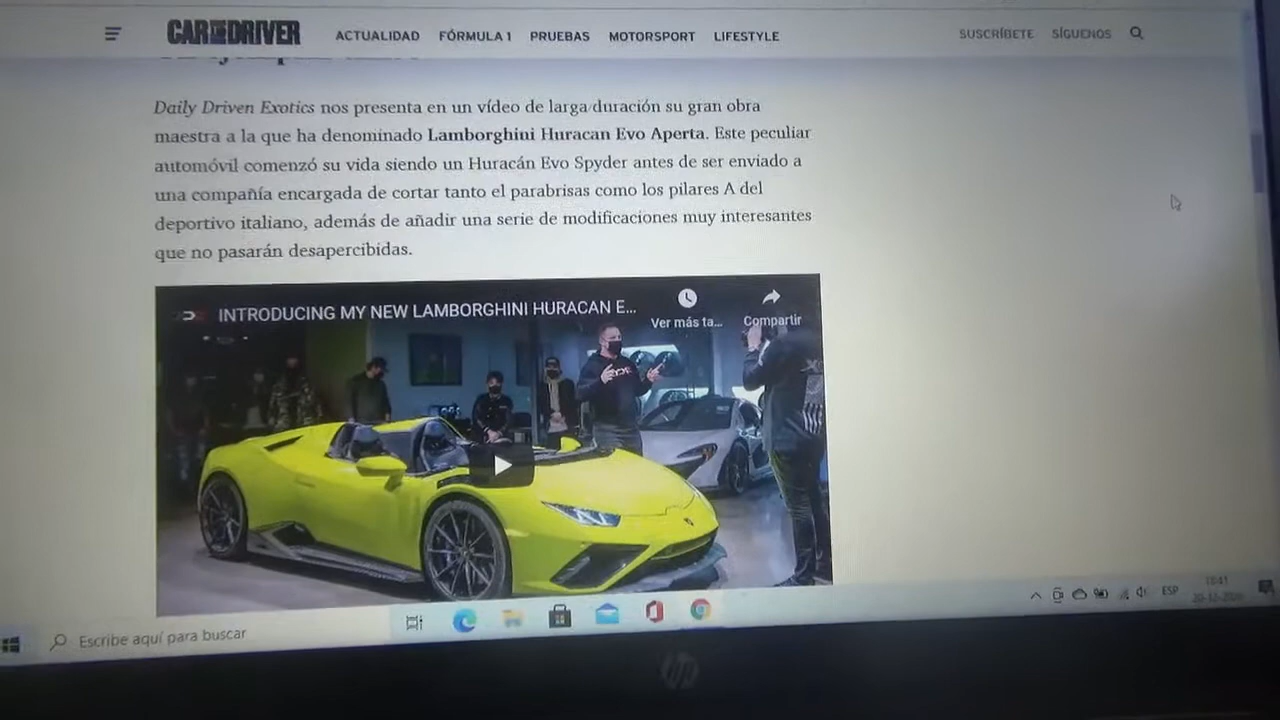 CAR AND DRIVER
ACTUALIDAD FÓRMULA 1 PRUEBAS MOTORSPORT LIFESTYLE
SUSCRÍBETE SÍGUENOS
Daily Driven Exotics nos presenta en un vídeo de larga duración su gran obra
maestra a la que ha denominado Lamborghini Huracan Evo Aperta. Este peculiar
automóvil comenzó su vida siendo un Huracán Evo Spyder antes de ser enviado a
una compañía encargada de cortar tanto el parabrisas como los pilares A del
deportivo italiano, además de añadir una serie de modificaciones muy interesantes
que no pasarán desapercibidas.
INTRODUCING MY NEW LAMBORGHINI HURACAN E...
Ver más ta...
Compartir
Escribe aquí para buscar
ESP
hp